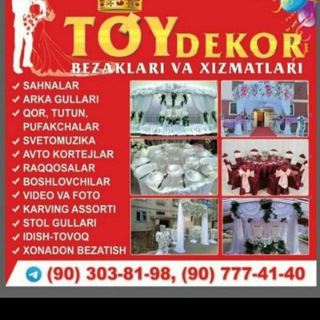 TOY DEKOR
BEZAKLARI VA XIZMATLARI
✓ SAHNALAR
✓ ARKA GULLARI
✓ QOR, TUTUN,
PUFAKCHALAR
✓ SVETOMUZIKA
✓ AVTO KORTEJLAR
✓ RAQQOSALAR
✓ BOSHLOVCHILAR
✓ VIDEO VA FOTO
✓ KARVING ASSORTI
✓ STOL GULLARI
✓ IDISH-TOVOQ
✓ XONADON BEZATISH
(90) 303-81-98, (90) 777-41-40